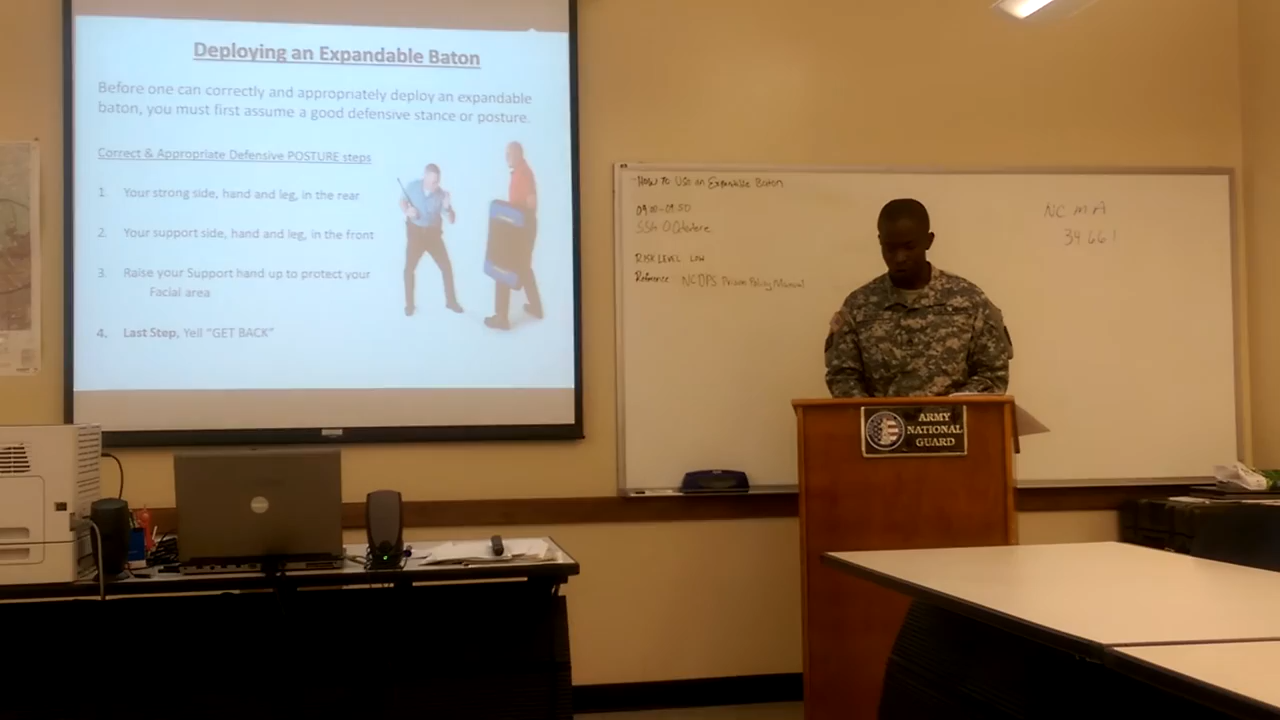 Deploying an Expandable Baton
Before one can correctly and appropriately deploy an expandable
baton, you must first assume a good defensive stance or posture.
Correct & Appropriate Defensive POSTURE steps
1. Your strong side, hand and leg, in the rear
2. Your support side, hand and leg, in the front
3. Raise your Support hand up to protect your
Facial area
4. Last Step, Yell “GET BACK”
How To Use an Expandable Baton
SSG
RISK LEVEL LOW
Reference NCDPS Prison Policy Manual
NC M A
39661
ARMY
NATIONAL
GUARD